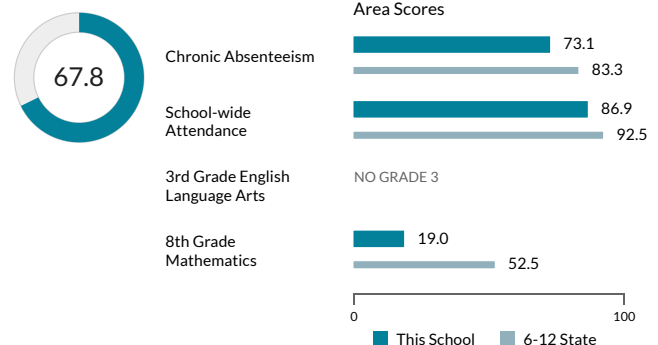 Area Scores
67.8
Chronic Absenteeism
73.1
83.3
School-wide
Attendance
86.9
92.5
3rd Grade English
Language Arts
NO GRADE 3
8th Grade
Mathematics
19.0
52.5
0
100
This School
6-12 State